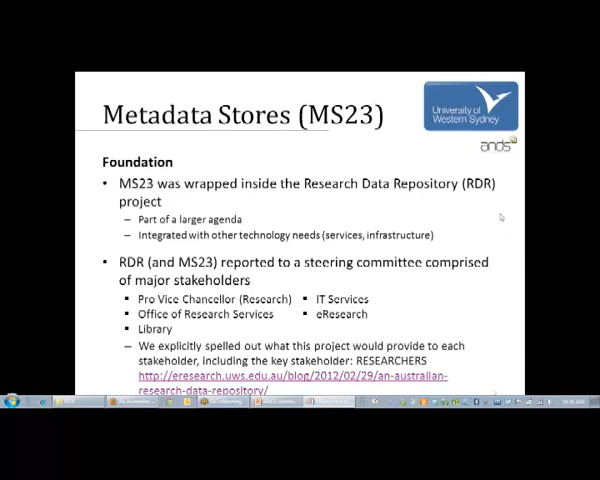 Metadata Stores (MS23)
University of
Western Sydney
ands
Foundation
• MS23 was wrapped inside the Research Data Repository (RDR)
project
– Part of a larger agenda
– Integrated with other technology needs (services, infrastructure)
• RDR (and MS23) reported to a steering committee comprised
of major stakeholders
▪ Pro Vice Chancellor (Research) ▪ IT Services
▪ Office of Research Services ▪ eResearch
▪ Library
– We explicitly spelled out what this project would provide to each
stakeholder, including the key stakeholder: RESEARCHERS
http://eresearch.uws.edu.au/blog/2012/02/29/an-australian-
research-data-repository/